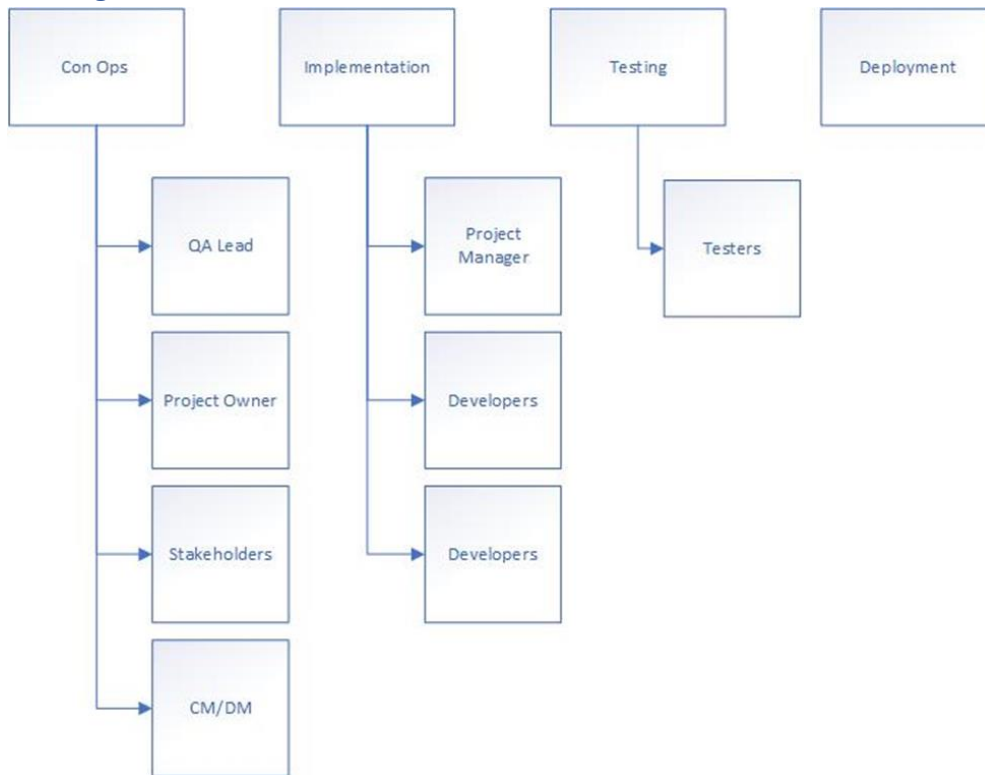 Con Ops
Implementation
Testing
Deployment
QA Lead
Project
Manager
Testers
Project Owner
Developers
Stakeholders
Developers
CM/DM